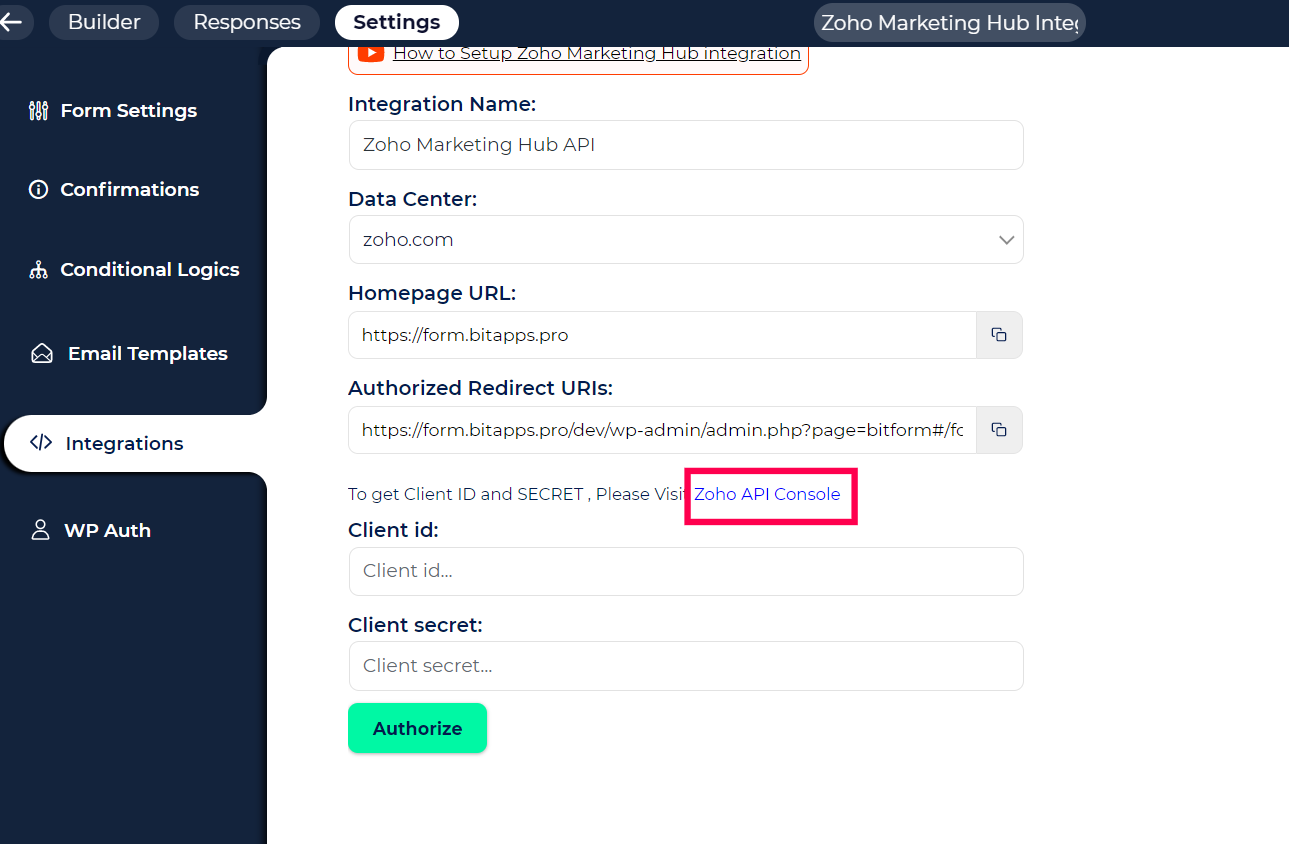 Builder
Responses
Settings
Zoho Marketing Hub Inte
How to Setup Zoho Marketing Hub integration
Form Settings
Confirmations
Conditional Logics
Email Templates
Integrations
WP Auth
Integration Name:
Zoho Marketing Hub API
Data Center:
zoho.com
Homepage URL:
https://form.bitapps.pro
Authorized Redirect URIs:
https://form.bitapps.pro/dev/wp-admin/admin.php?page=bitform#/fo
To get Client ID and SECRET , Please Visit Zoho API Console
Client id:
Client id...
Client secret:
Client secret...
Authorize